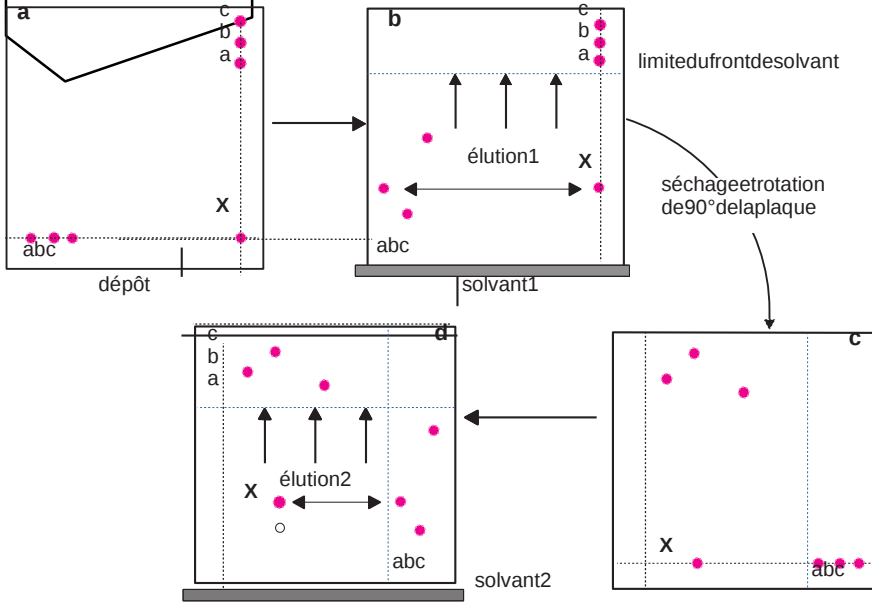 a
c
b
a
X
abc
dépôt
b
c
b
a
limitedufrontdesolvant
élution1
X
abc
solvant1
séchageetrotation
de90°delaplaque
d
c
b
a
élution2
X
abc
solvant2
c
X
abc